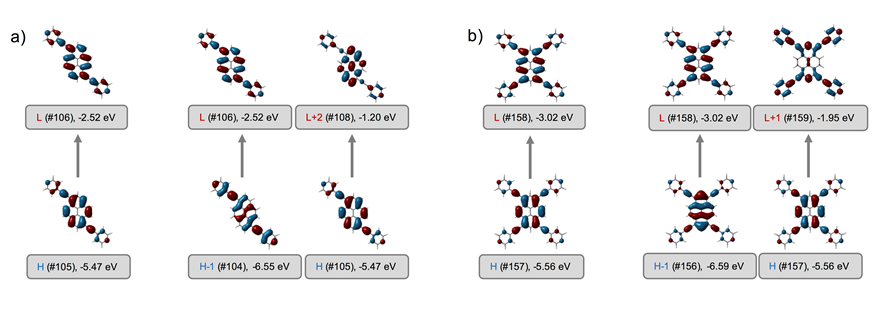 a)
b)
L (#106), -2.52 eV
L (#106), -2.52 eV
L+2 (#108), -1.20 eV
L (#158), -3.02 eV
L (#158), -3.02 eV
L+1 (#159), -1.95 eV
H (#105), -5.47 eV
H-1 (#104), -6.55 eV
H (#105), -5.47 eV
H (#157), -5.56 eV
H-1 (#156), -6.59 eV
H (#157), -5.56 eV